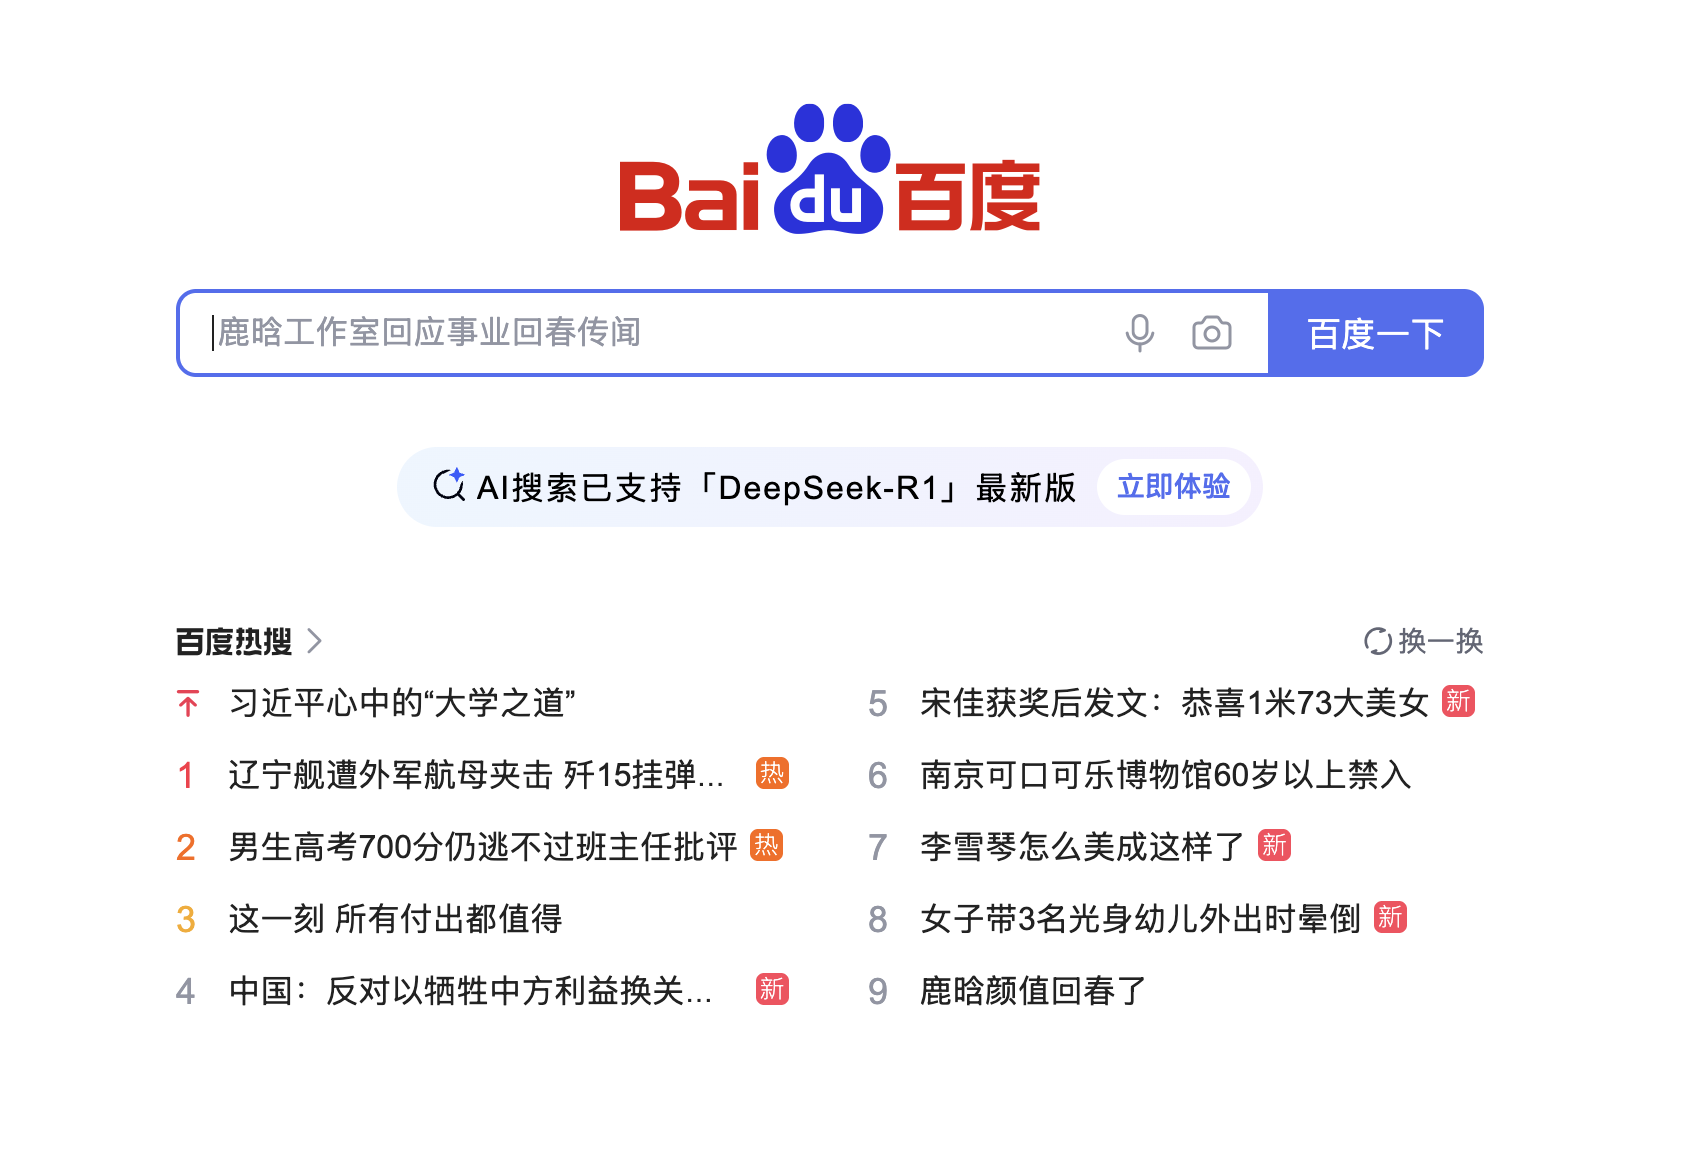 Bai du 百度
鹿晗工作室回应事业回春传闻
百度一下
AI搜索已支持「DeepSeek-R1」最新版 立即体验
百度热搜
换一换
习近平心中的“大学之道”
1 辽宁舰遭外军航母夹击 歼15挂弹... 热
2 男生高考700分仍逃不过班主任批评 热
3 这一刻 所有付出都值得
4 中国：反对以牺牲中方利益换关... 新
5 宋佳获奖后发文：恭喜1米73大美女 新
6 南京可口可乐博物馆60岁以上禁入
7 李雪琴怎么美成这样了 新
8 女子带3名光身幼儿外出时晕倒 新
9 鹿晗颜值回春了